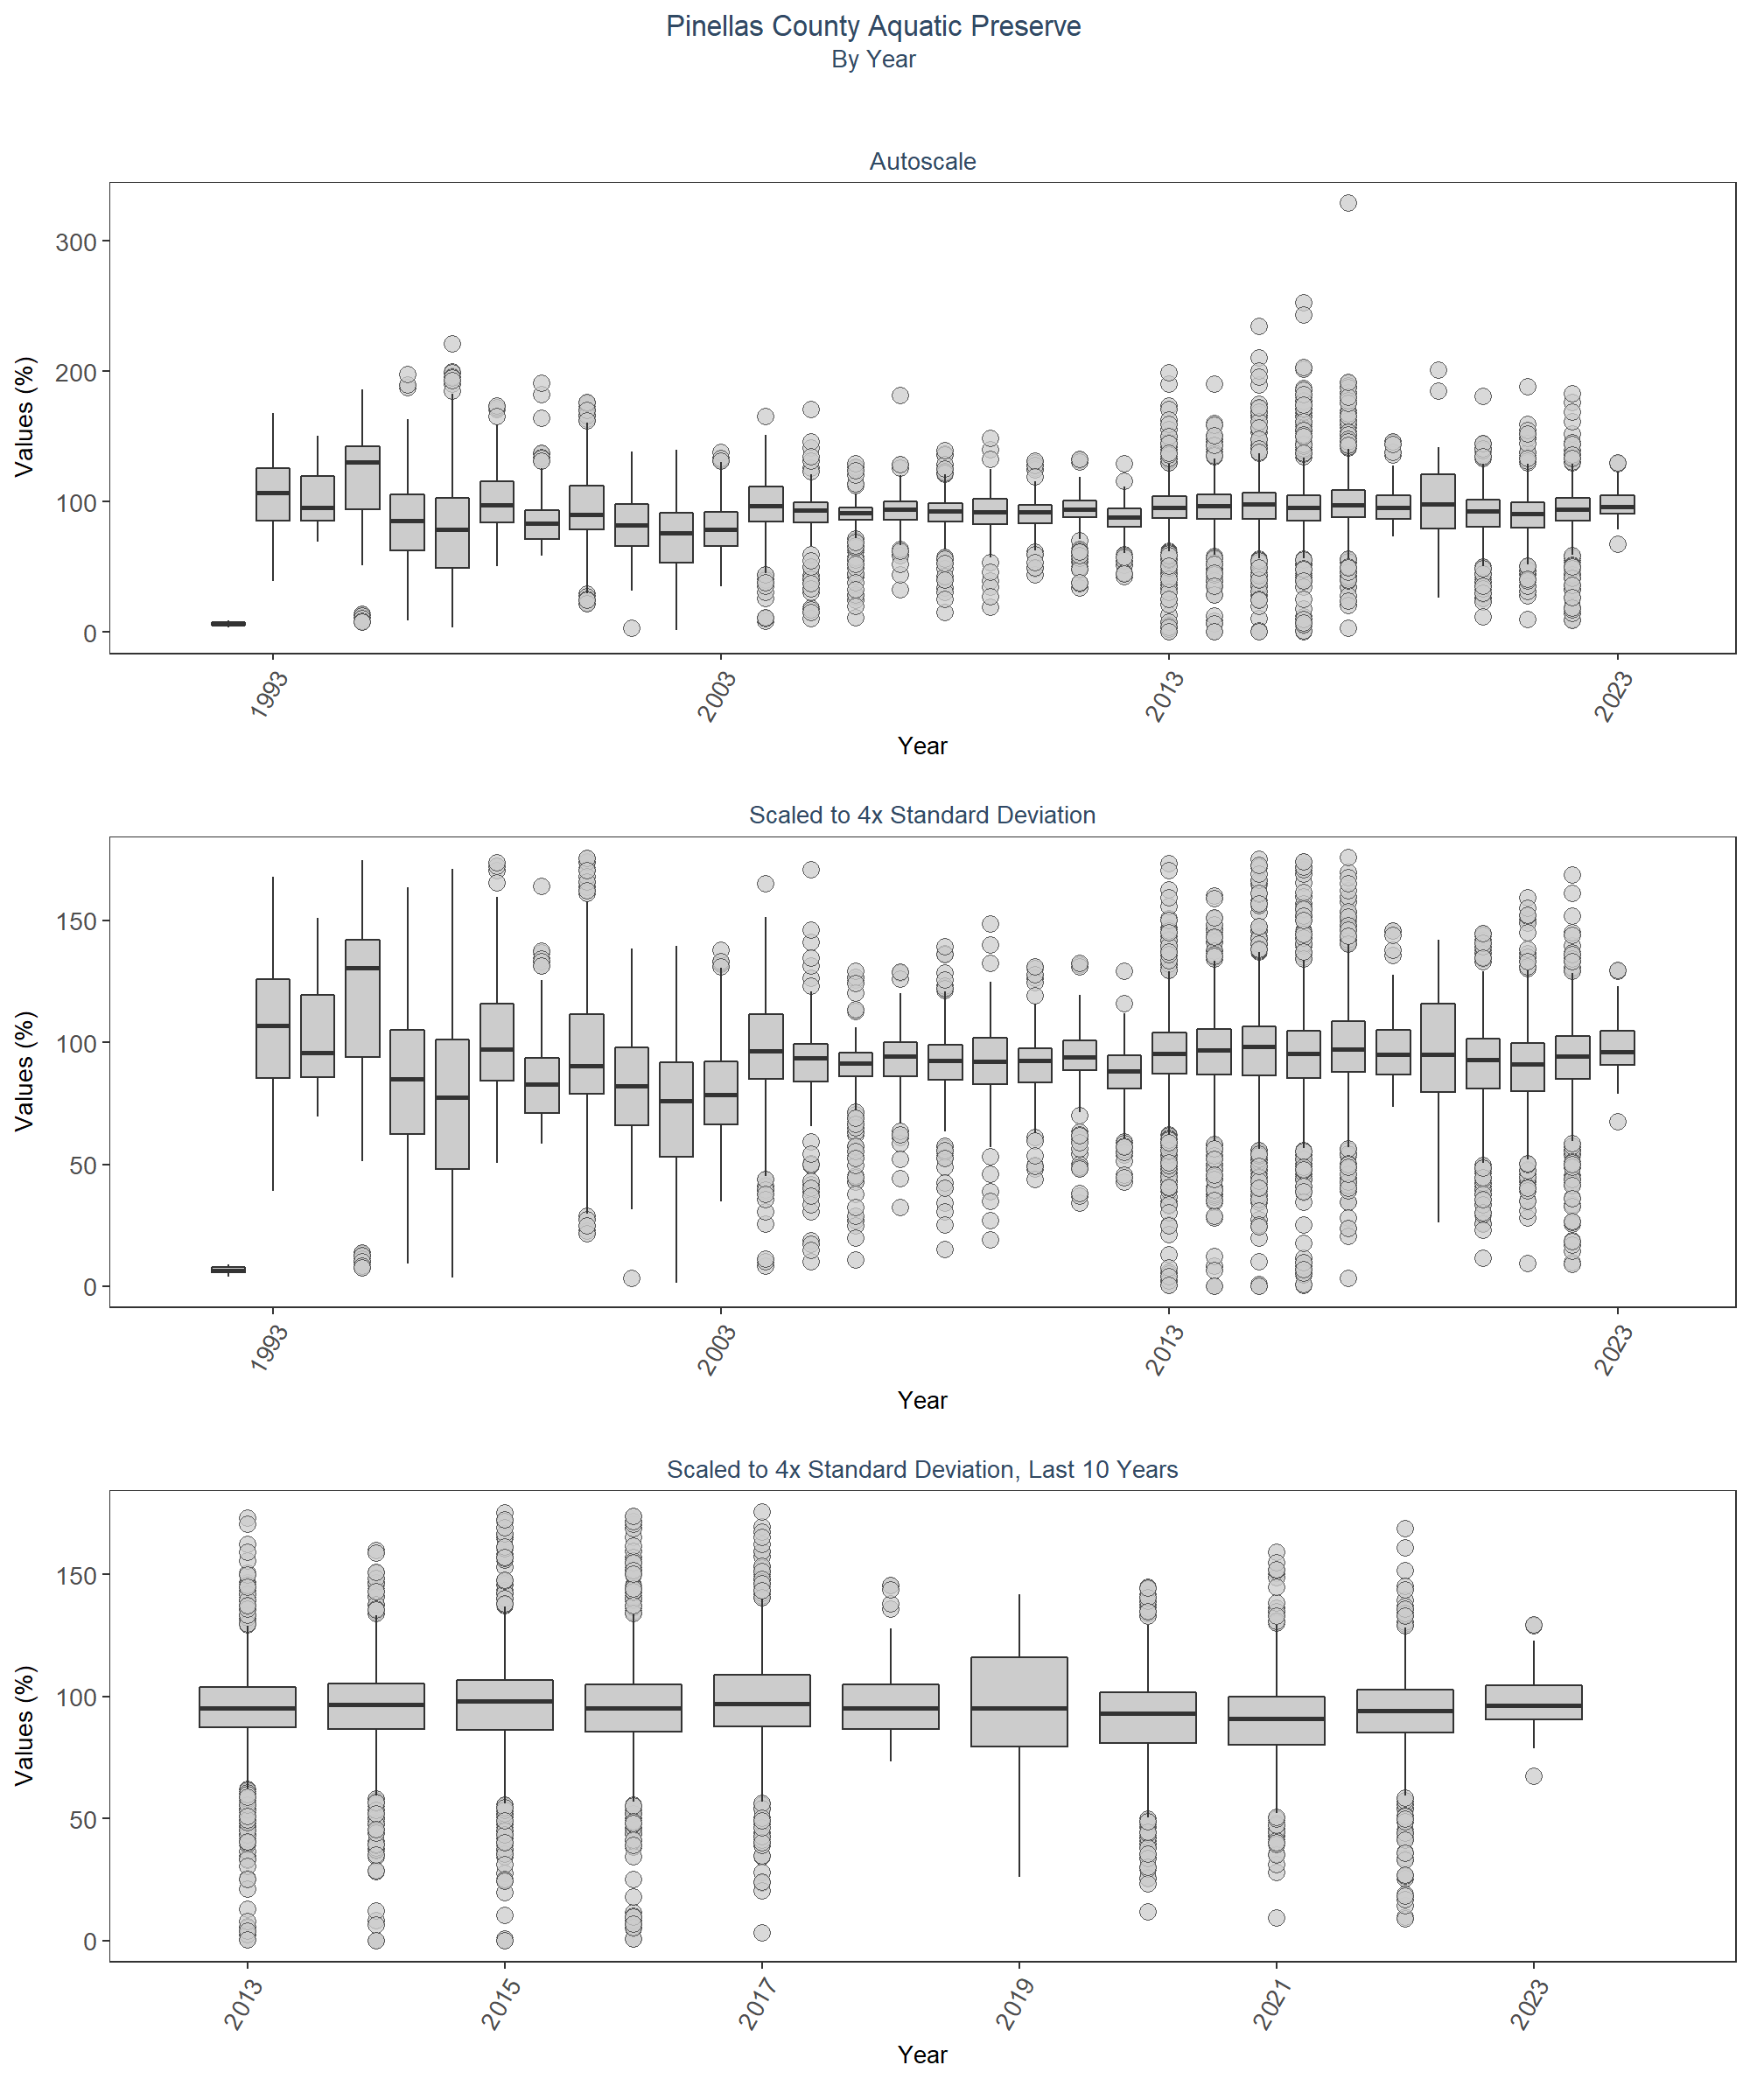 Pinellas County Aquatic Preserve
By Year
Autoscale
Values (%)
300
200
100
0
1993
2003
2013
2023
Year
Scaled to 4x Standard Deviation
Values (%)
150
100
50
0
1993
2003
2013
2023
Year
Scaled to 4x Standard Deviation, Last 10 Years
Values (%)
150
100
50
0
2013
2015
2017
2019
2021
2023
Year